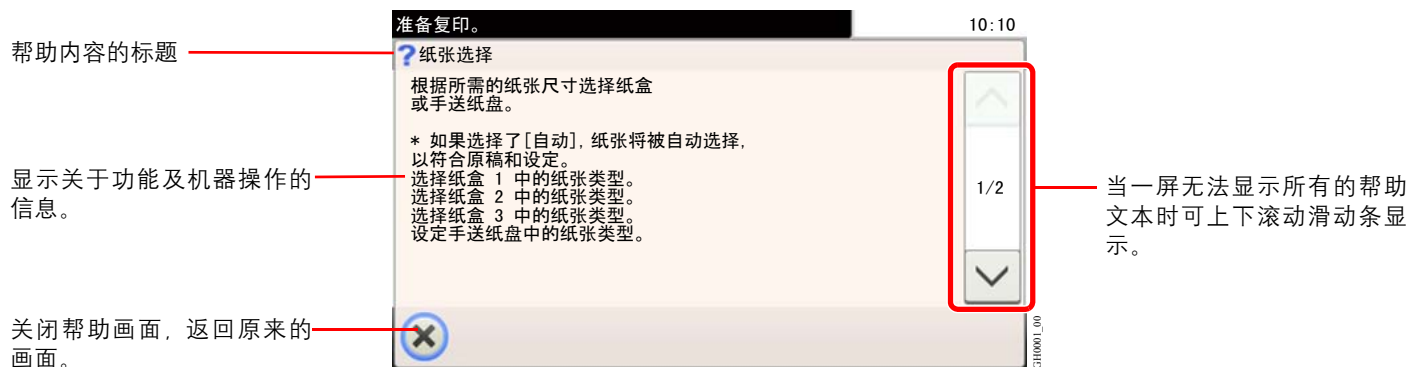 准备复印。
10:10
帮助内容的标题
纸张选择
根据所需的纸张尺寸选择纸盒
或手送纸盘。
* 如果选择了[自动],纸张将被自动选择,
以符合原稿和设定。
选择纸盒 1 中的纸张类型。
选择纸盒 2 中的纸张类型。
选择纸盒 3 中的纸张类型。
设定手送纸盘中的纸张类型。
1/2
显示关于功能及机器操作的
信息。
当一屏无法显示所有的帮助
文本时可上下滚动滑动条显
示。
关闭帮助画面, 返回原来的
画面。
GH0001_00